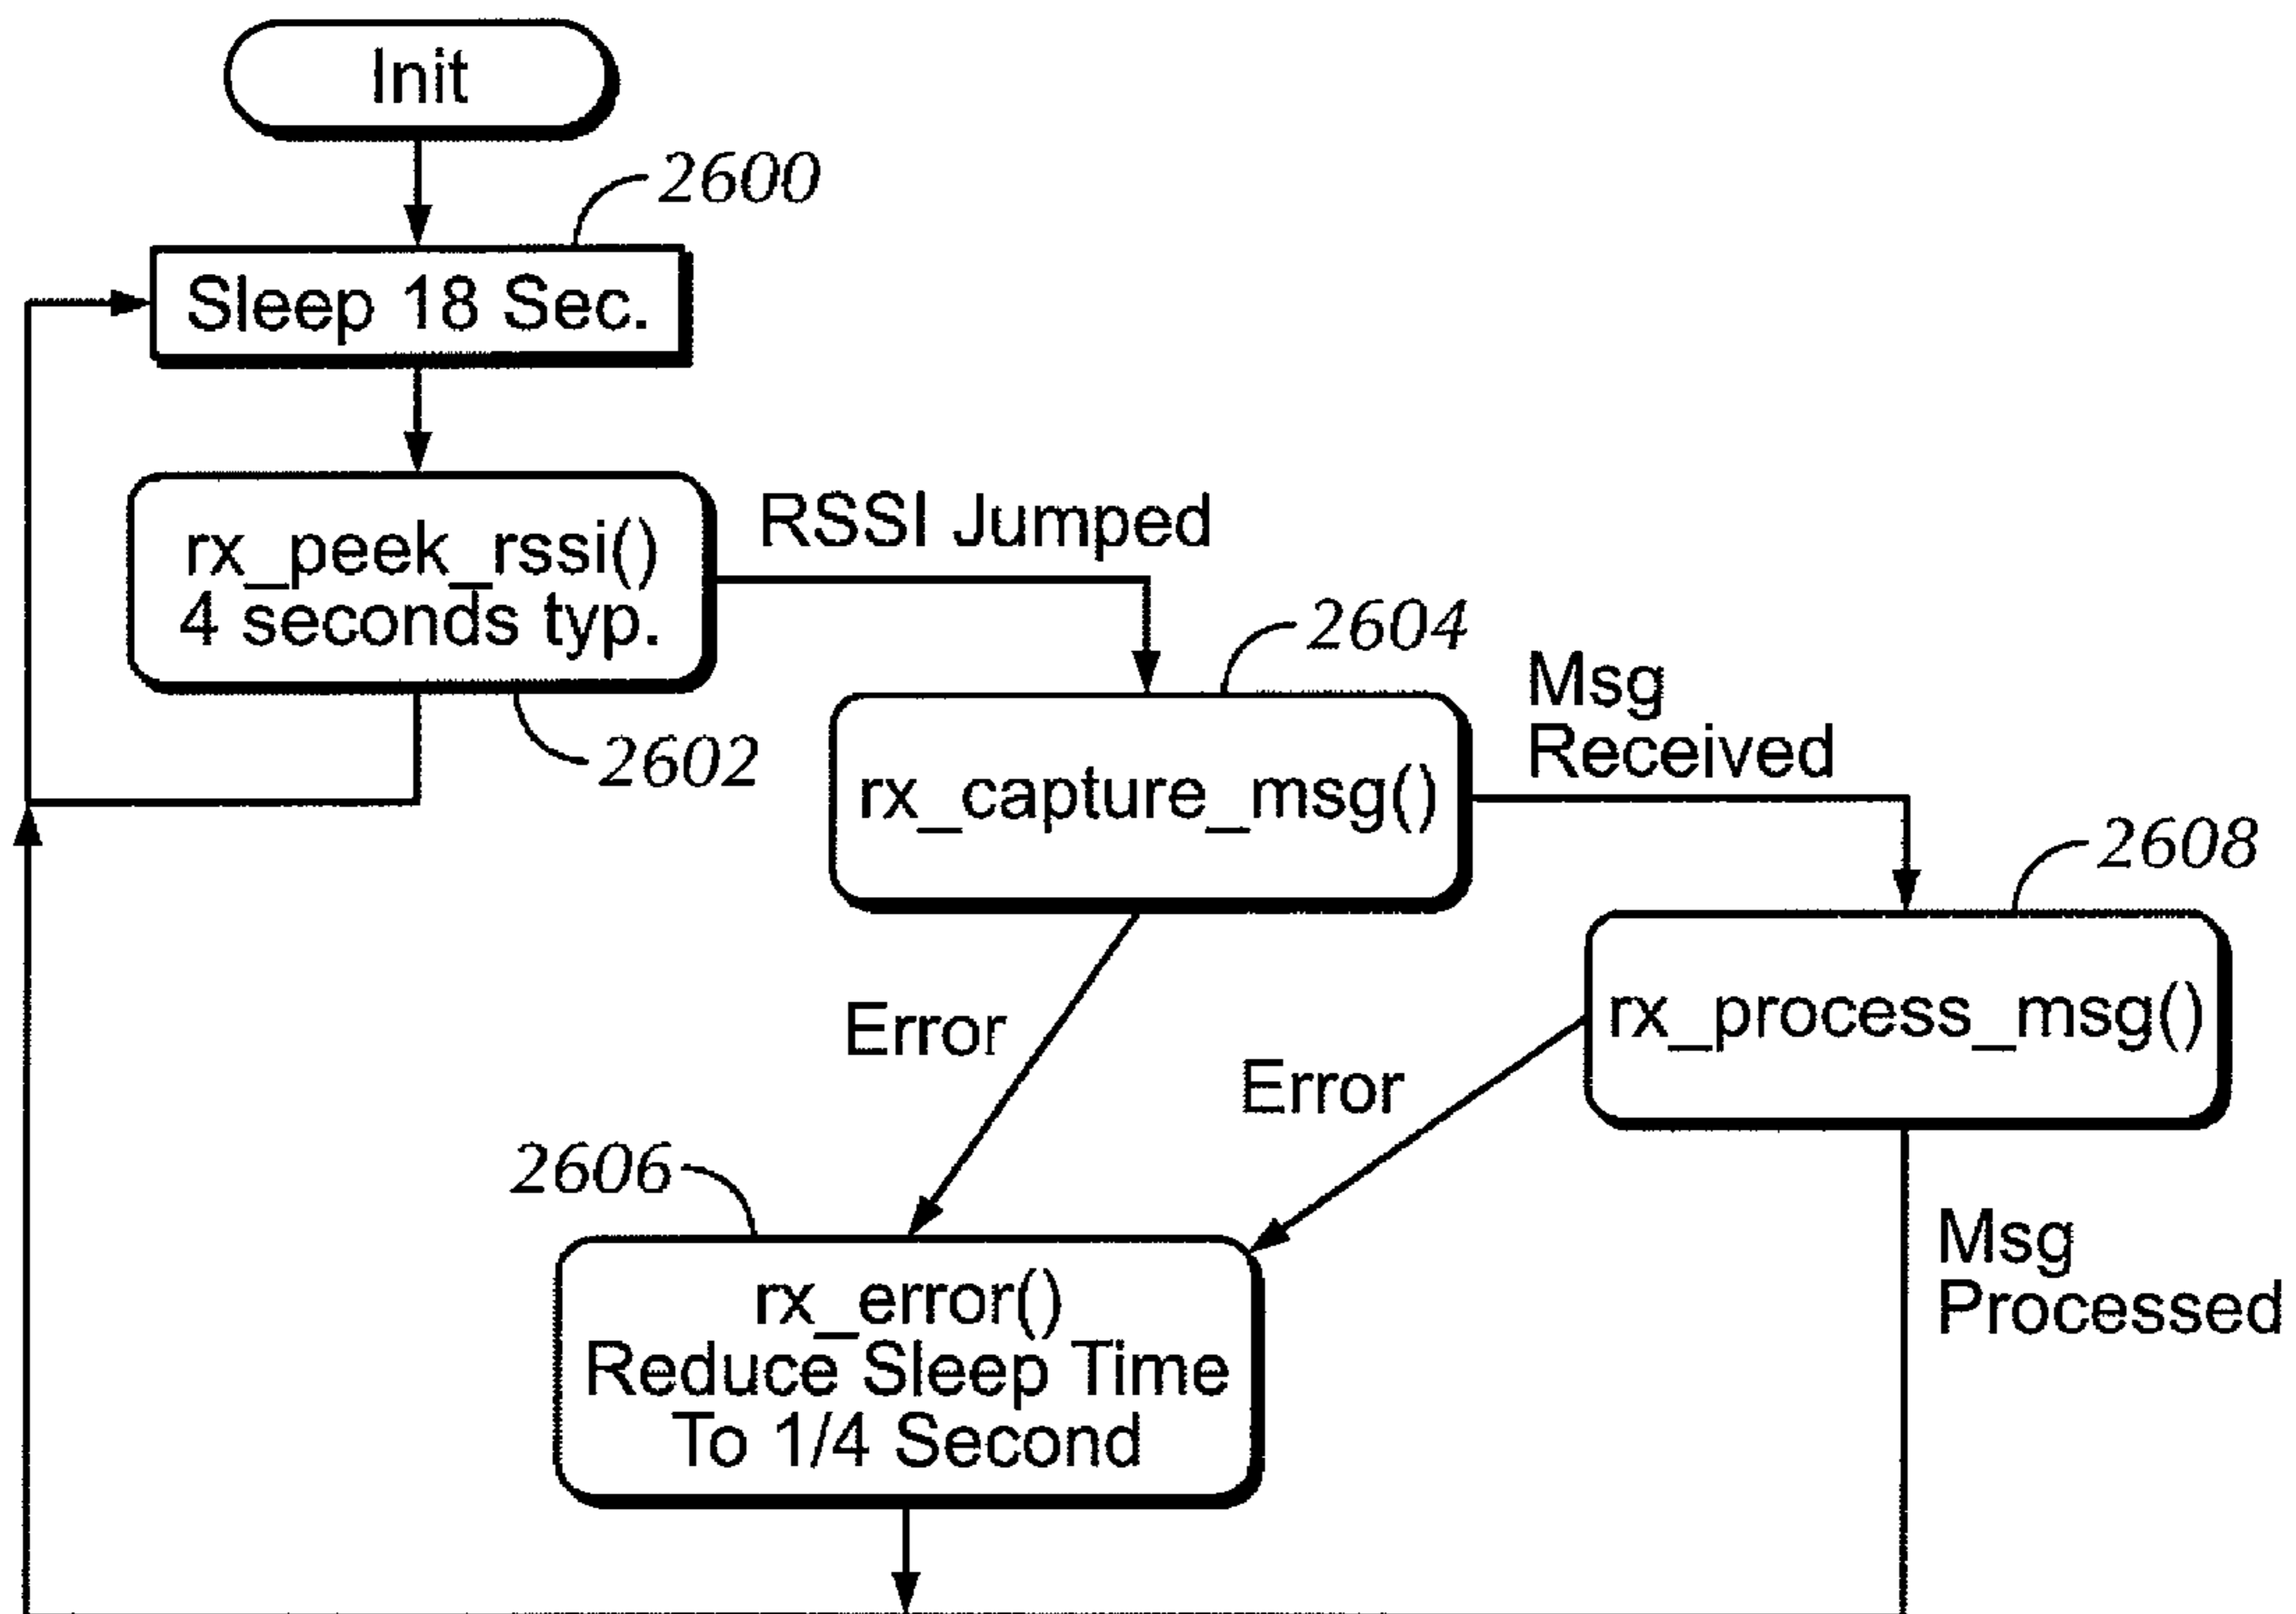 Init
2600
Sleep 18 Sec.
rx_peek_rssi()
4 seconds typ.
2602
RSSI Jumped
2604
rx_capture_msg()
Msg
Received
2608
rx_process_msg()
Error
Error
2606
rx_error()
Reduce Sleep Time
To 1/4 Second
Msg
Processed